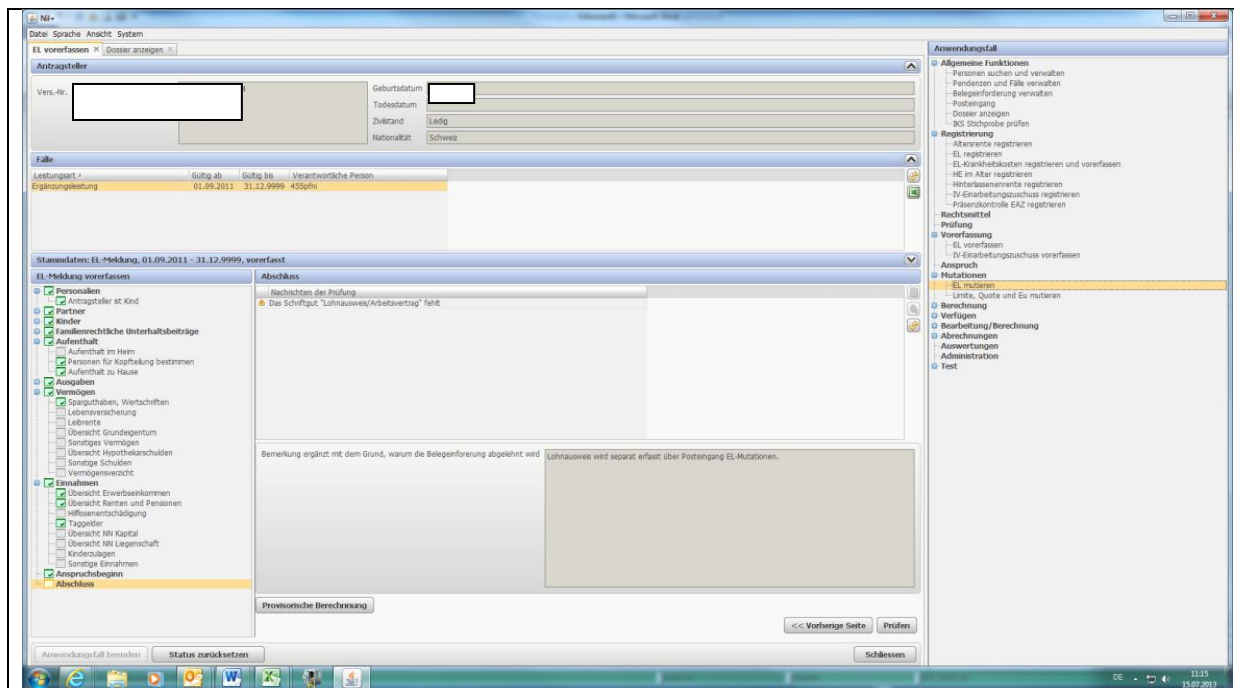 Nil+
Datei Sprache Ansicht System
EL vorerfassen Dossier anzeigen
Antragsteller
Vers.-Nr.
Geburtsdatum
Todesdatum
Zivilstand Ledig
Nationalität Schweiz
Fälle
Leistungsart Gültig ab Gültig bis Verantwortliche Person
Ergänzungsleistung 01.09.2011 31.12.9999 455pfni
Stammdaten: EL-Meldung, 01.09.2011 - 31.12.9999, vorerfasst
EL-Meldung vorerfassen
Personalien
Antragsteller ist Kind
Partner
Kinder
Familienrechtliche Unterhaltsbeiträge
Aufenthalt
Aufenthalt im Heim
Personen für Kopfteilung bestimmen
Aufenthalt zu Hause
Ausgaben
Vermögen
Sparguthaben, Wertschriften
Lebensversicherung
Leibrente
Übersicht Grundeigentum
Sonstiges Vermögen
Übersicht Hypothekarschulden
Sonstige Schulden
Vermögensverzicht
Einnahmen
Übersicht Erwerbseinkommen
Übersicht Renten und Pensionen
Hilflosenentschädigung
Taggelder
Übersicht NN Kapital
Übersicht NN Liegenschaft
Kinderzulagen
Sonstige Einnahmen
Anspruchsbeginn
Abschluss
Abschluss
Nachrichten der Prüfung
Das Schriftgut "Lohnausweis/Arbeitsvertrag" fehlt
Bemerkung ergänzt mit dem Grund, warum die Belegeinforerung abgelehnt wird
Lohnausweis wird separat erfasst über Posteingang EL-Mutationen.
Provisorische Berechnnung
<< Vorherige Seite Prüfen
Anwendungsfall beenden Status zurücksetzen Schliessen
Anwendungsfall
Allgemeine Funktionen
Personen suchen und verwalten
Pendenzen und Fälle verwalten
Belegeinforderung verwalten
Posteingang
Dossier anzeigen
IKS Stichprobe prüfen
Registrierung
Altersrente registrieren
EL registrieren
EL-Krankheitskosten registrieren und vorerfassen
HE im Alter registrieren
Hinterlassenenrente registrieren
IV-Einarbeitungszuschuss registrieren
Präsenzkontrolle EAZ registrieren
Rechtsmittel
Prüfung
Vorerfassung
EL vorerfassen
IV-Einarbeitungszuschuss vorerfassen
Anspruch
Mutationen
EL mutieren
Limite, Quote und Eu mutieren
Berechnung
Verfügen
Bearbeitung/Berechnung
Abrechnungen
Auswertungen
Administration
Test
DE 11:15
15.07.2013